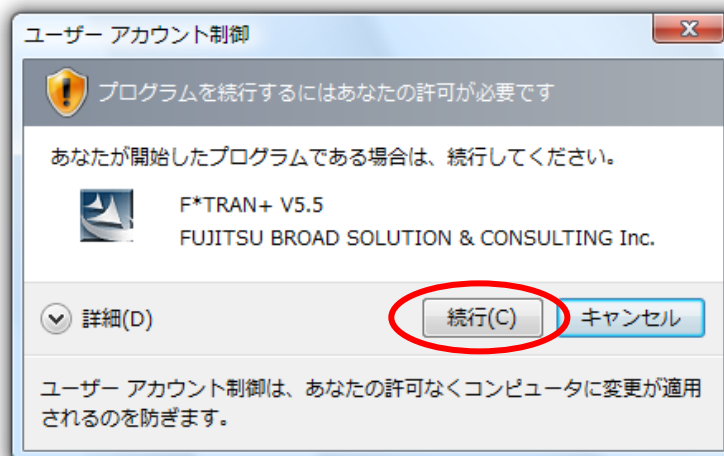 ユーザー アカウント制御
プログラムを続行するにはあなたの許可が必要です
あなたが開始したプログラムである場合は、続行してください。
F*TRAN+ V5.5
FUJITSU BROAD SOLUTION & CONSULTING Inc.
詳細(D) 続行(C) キャンセル
ユーザー アカウント制御は、あなたの許可なくコンピュータに変更が適用
されるのを防ぎます。